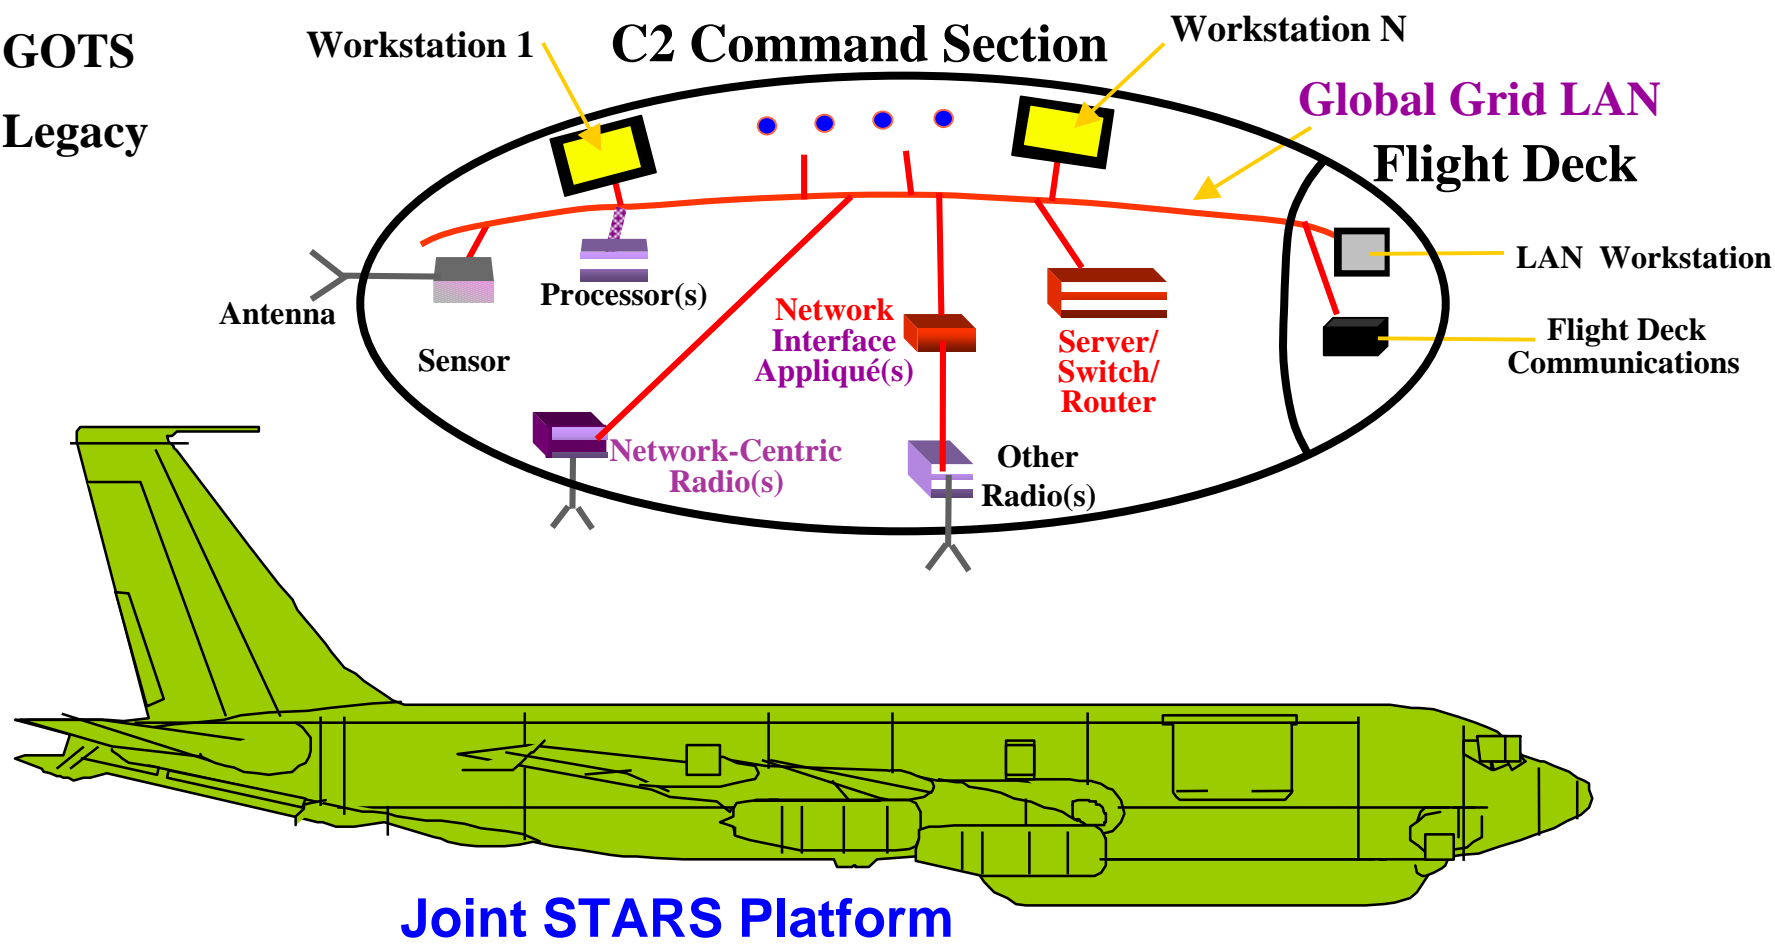 GOTS
Legacy
Workstation 1
C2 Command Section
Workstation N
Global Grid LAN
Flight Deck
LAN Workstation
Flight Deck
Communications
Antenna
Sensor
Processor(s)
Network
Interface
Appliqué(s)
Server/
Switch/
Router
Network-Centric
Radio(s)
Other
Radio(s)
Joint STARS Platform